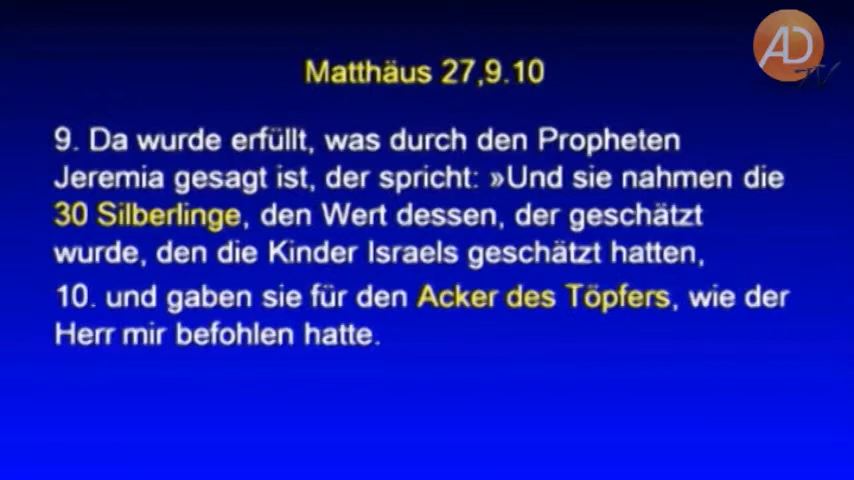 AD
TV
Matthäus 27,9.10
9. Da wurde erfüllt, was durch den Propheten
Jeremia gesagt ist, der spricht: »Und sie nahmen die
30 Silberlinge, den Wert dessen, der geschätzt
wurde, den die Kinder Israels geschätzt hatten,
10. und gaben sie für den Acker des Töpfers, wie der
Herr mir befohlen hatte.